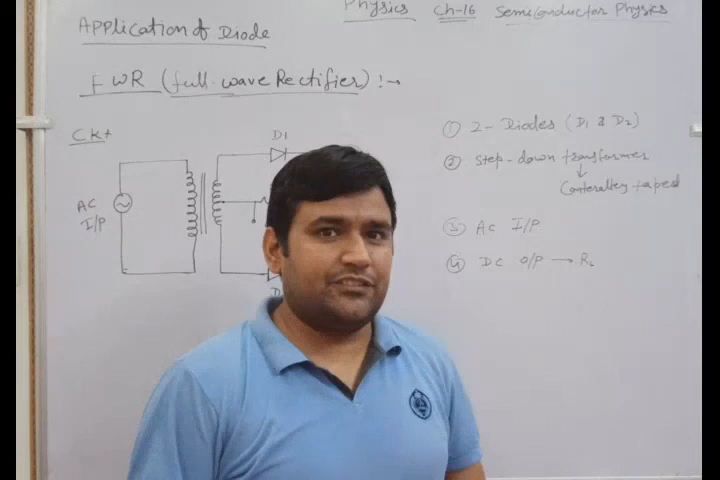 Physics Ch-16 Semiconductor Physics
Application of Diode
FWR (full-wave Rectifier) :→
Ckt
D1
AC
I/P
D
① 2-Diodes (D1 & D2)
② Step-down transformer
↓
Centeralley taped
③ AC I/P
④ DC O/P → RL